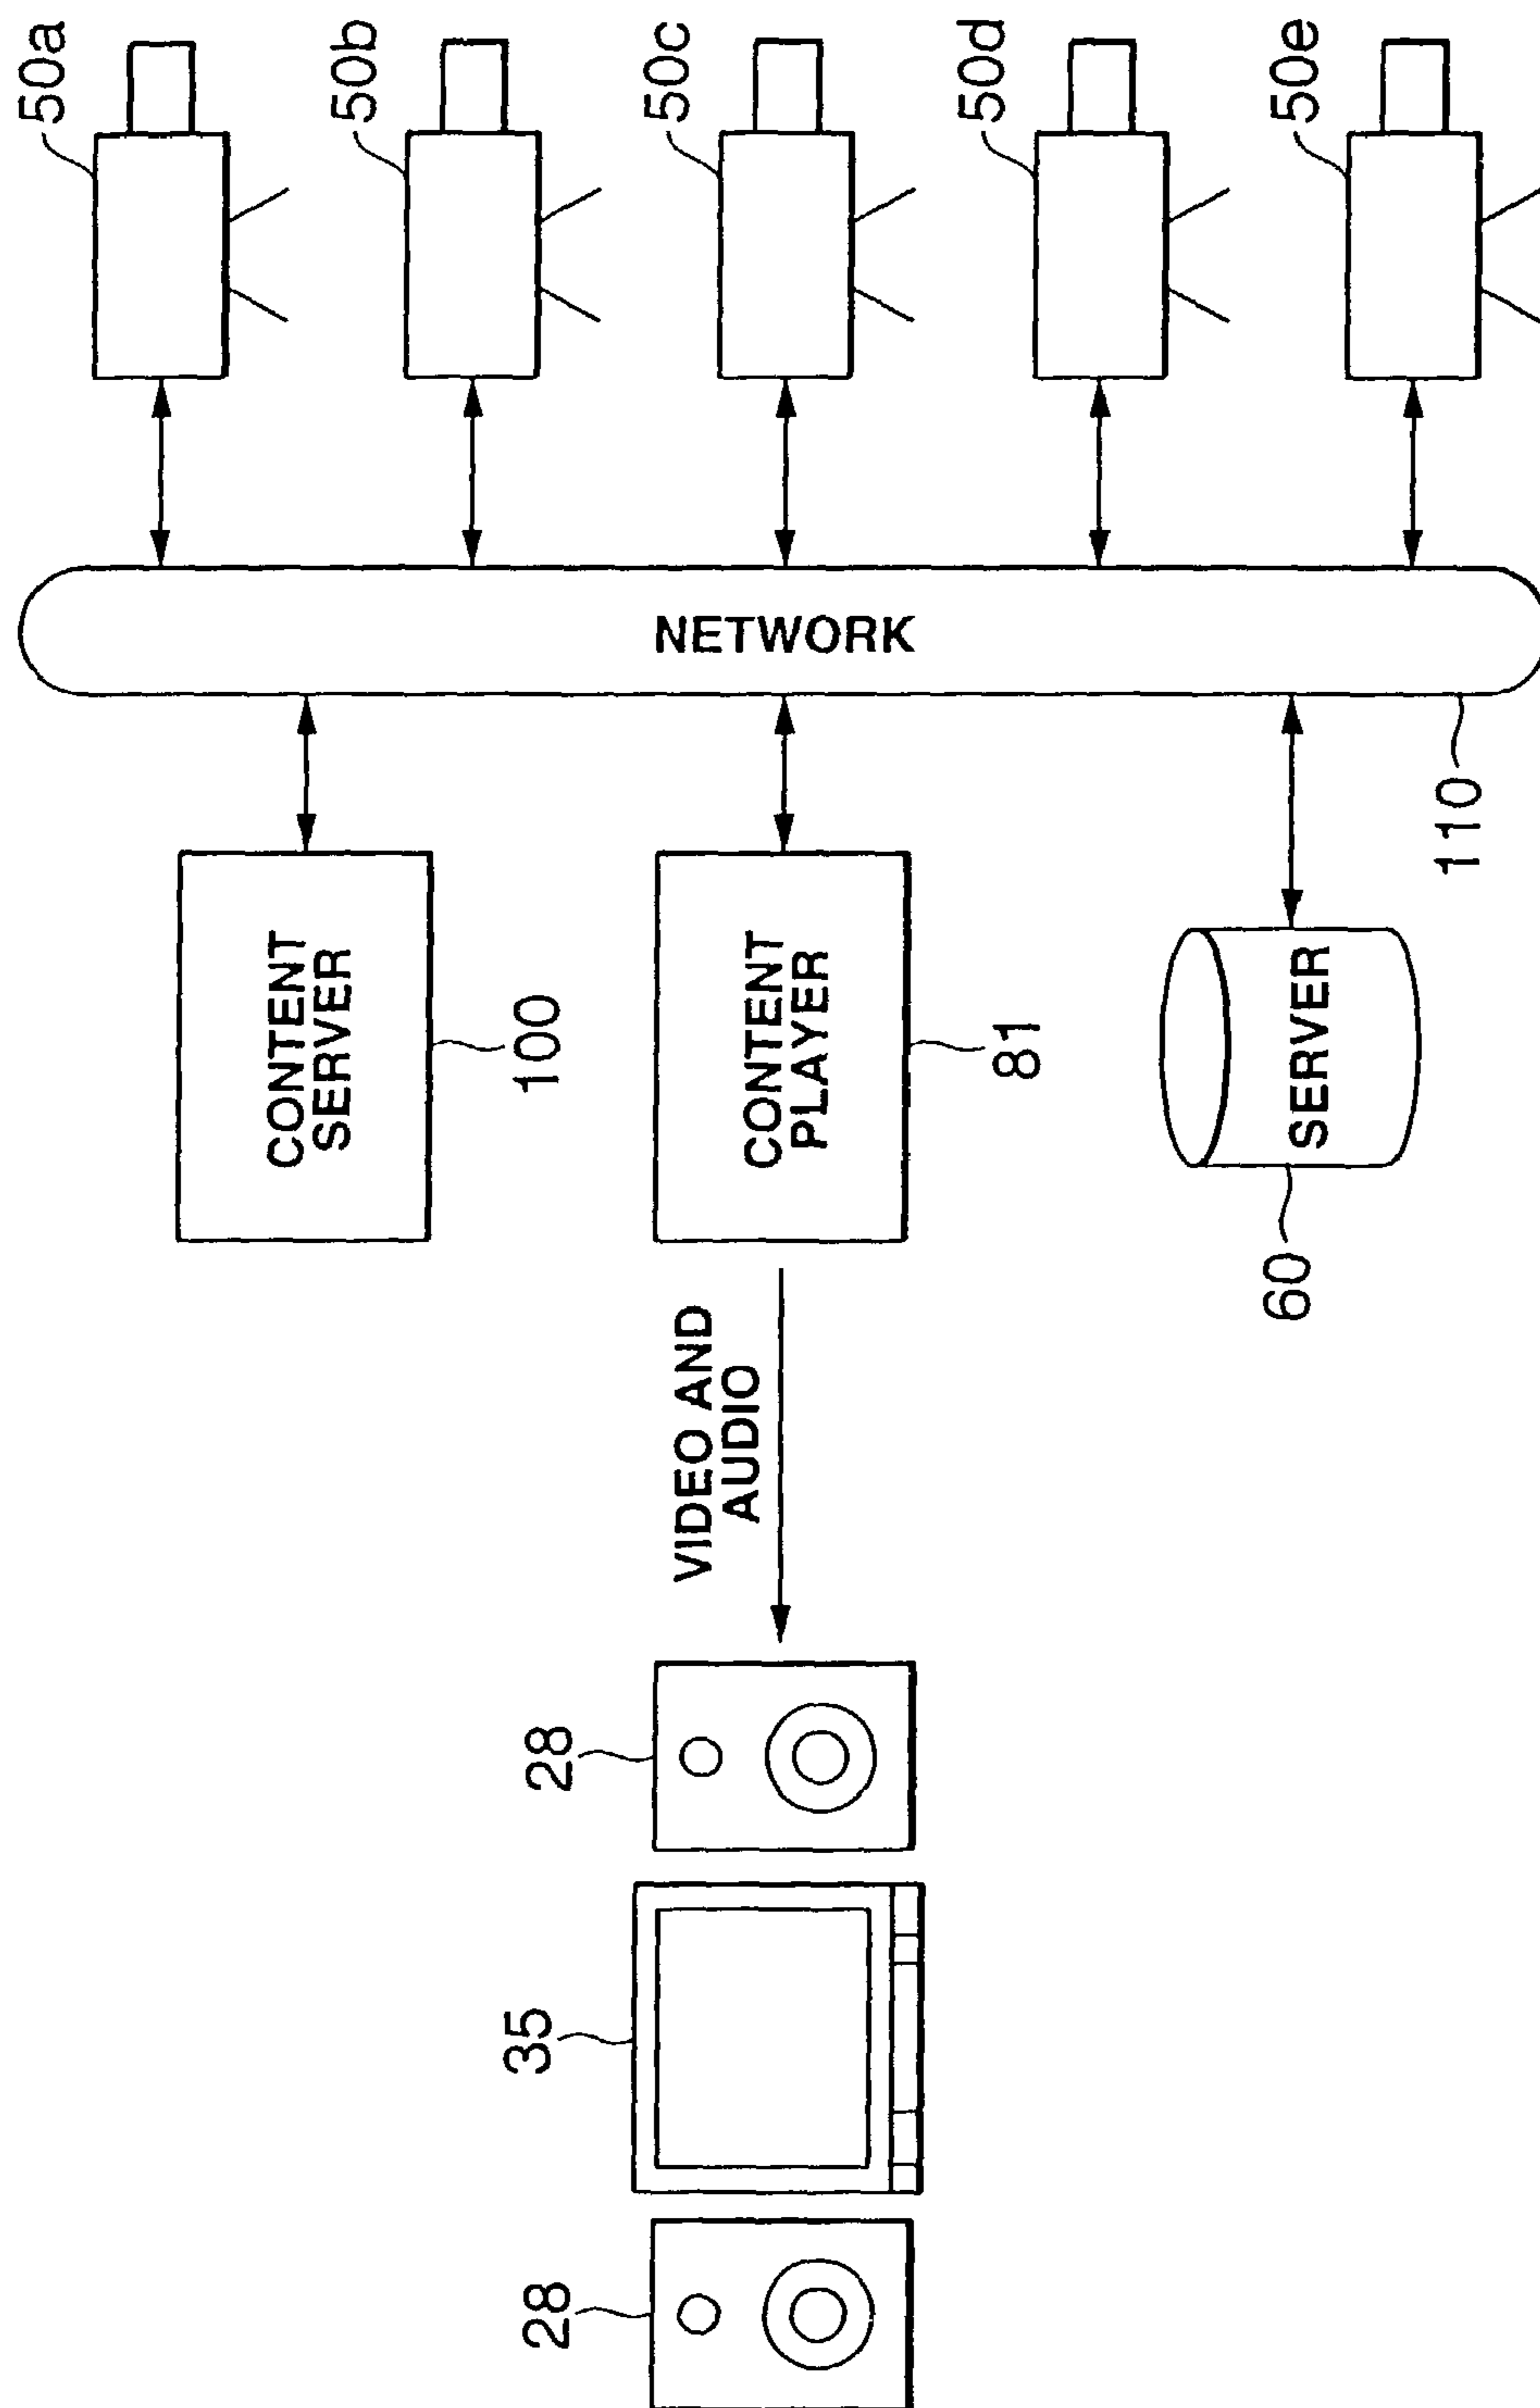 50a
CONTENT
SERVER
50b
28
35
28
100
50c
VIDEO AND
AUDIO
CONTENT
PLAYER
NETWORK
81
50d
60
SERVER
50e
110